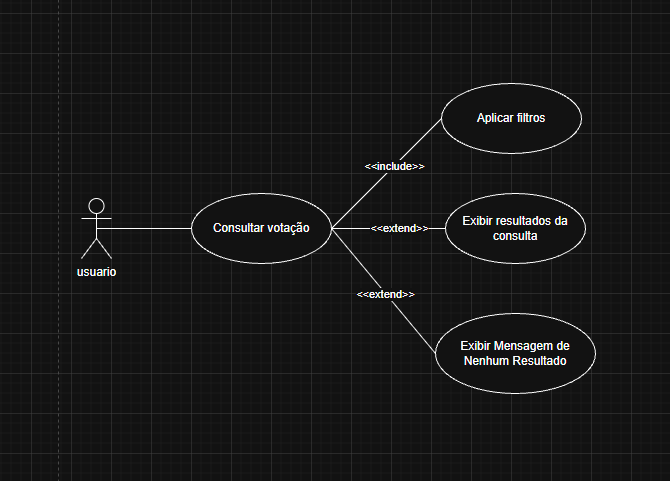 Aplicar filtros
<<include>>
Consultar votação
<<extend>>
Exibir resultados da
consulta
usuario
<<extend>>
Exibir Mensagem de
Nenhum Resultado